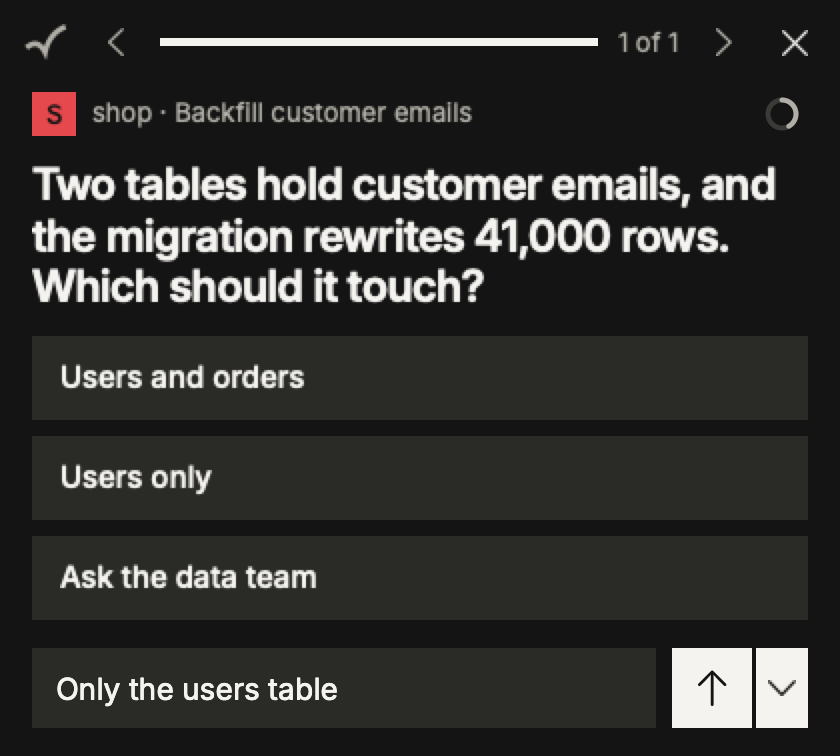 1 of 1
S
shop · Backfill customer emails
Two tables hold customer emails, and
the migration rewrites 41,000 rows.
Which should it touch?
Users and orders
Users only
Ask the data team
Only the users table